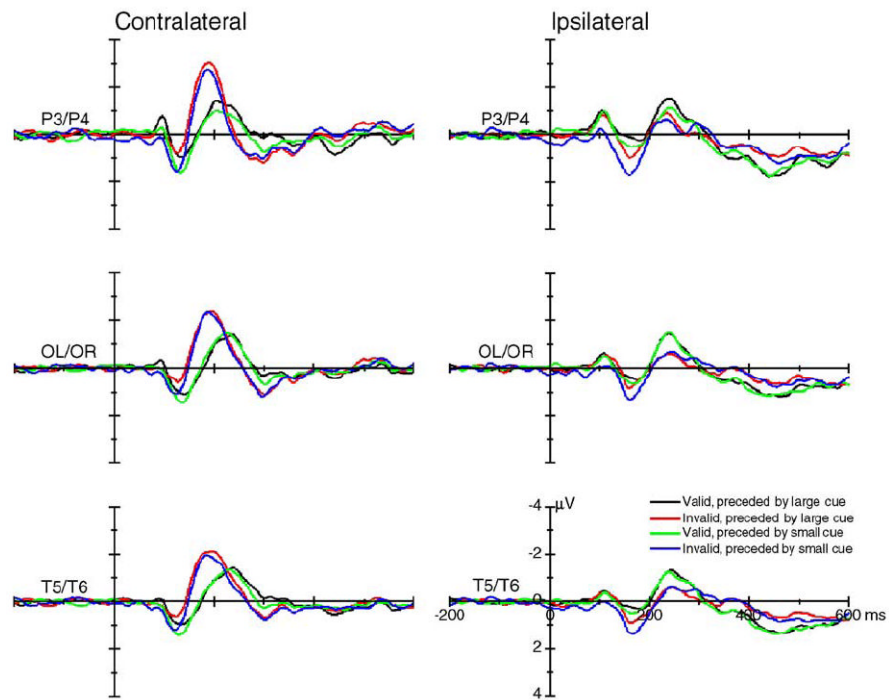 Contralateral
Ipsilateral
P3/P4
P3/P4
OL/OR
OL/OR
-4
µV
Valid, preceded by large cue
Invalid, preceded by large cue
Valid, preceded by small cue
Invalid, preceded by small cue
-2
T5/T6
T5/T6
0
-200
0
200
400
600 ms
2
4